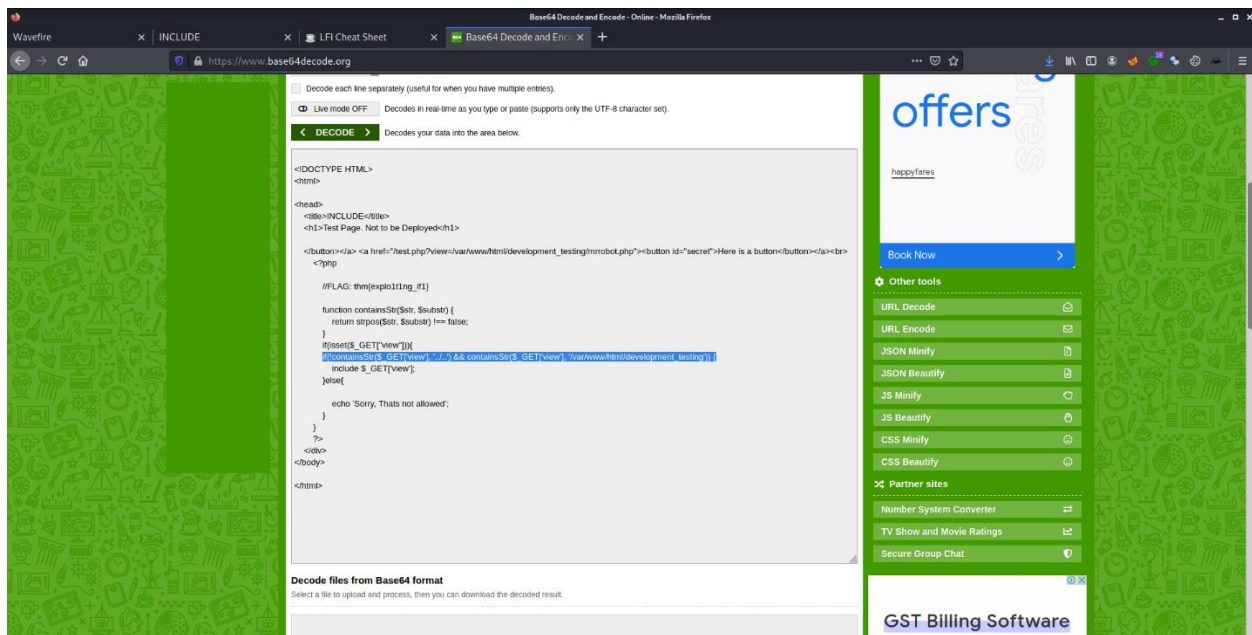 Base64 Decode and Encode - Online - Mozilla Firefox
Wavefire
INCLUDE
LFI Cheat Sheet
Base64 Decode and Enco
https://www.base64decode.org
Decode each line separately (useful for when you have multiple entries).
Live mode OFF Decodes in real-time as you type or paste (supports only the UTF-8 character set).
< DECODE > Decodes your data into the area below.
<!DOCTYPE HTML>
<html>
<head>
<title>INCLUDE</title>
<h1>Test Page. Not to be Deployed</h1>
</button></a> <a href="/test.php?view=/var/www/html/development_testing/mrrobot.php"><button id="secret">Here is a button</button></a><br>
<?php
//FLAG: thm{explo1t1ng_lf1}
function containsStr($str, $substr) {
return strpos($str, $substr) !== false;
}
if(isset($_GET["view"])){
if(!containsStr($_GET['view'], '../..') && containsStr($_GET['view'], '/var/www/html/development_testing')) {
include $_GET['view'];
}else{
echo 'Sorry, Thats not allowed';
}
}
?>
</div>
</body>
</html>
Decode files from Base64 format
Select a file to upload and process, then you can download the decoded result.
offers
happyfares
Book Now
Other tools
URL Decode
URL Encode
JSON Minify
JSON Beautify
JS Minify
JS Beautify
CSS Minify
CSS Beautify
Partner sites
Number System Converter
TV Show and Movie Ratings
Secure Group Chat
GST Billing Software